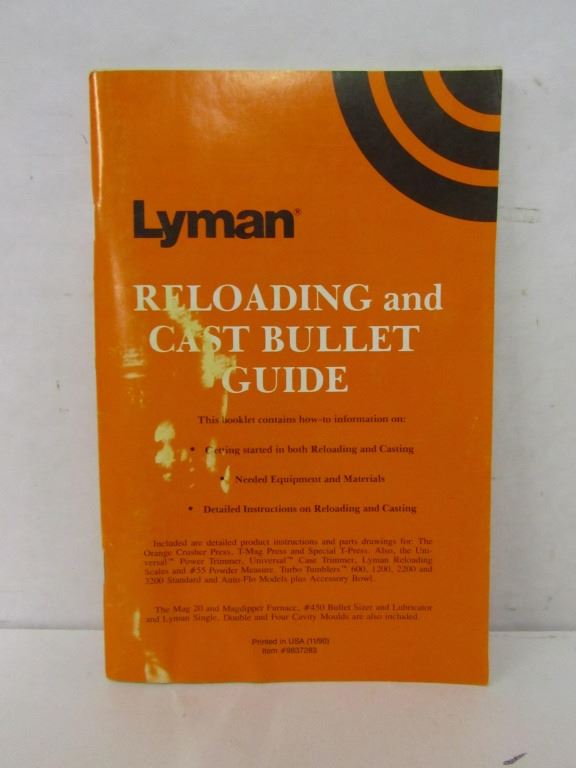 Lyman®
RELOADING and
CAST BULLET
GUIDE
This booklet contains how-to information on:
• Getting started in both Reloading and Casting
• Needed Equipment and Materials
• Detailed Instructions on Reloading and Casting
Included are detailed product instructions and parts drawings for: The
Orange Crusher Press, T-Mag Press and Special T-Press. Also, the Uni-
versal™ Power Trimmer, Universal™ Case Trimmer, Lyman Reloading
Scales and #55 Powder Measure. Turbo Tumblers™ 600, 1200, 2200 and
3200 Standard and Auto-Flo Models plus Accessory Bowl.
The Mag 20 and Magdipper Furnace, #450 Bullet Sizer and Lubricator
and Lyman Single, Double and Four Cavity Moulds are also included.
Printed in USA (11/90)
Item #9837283